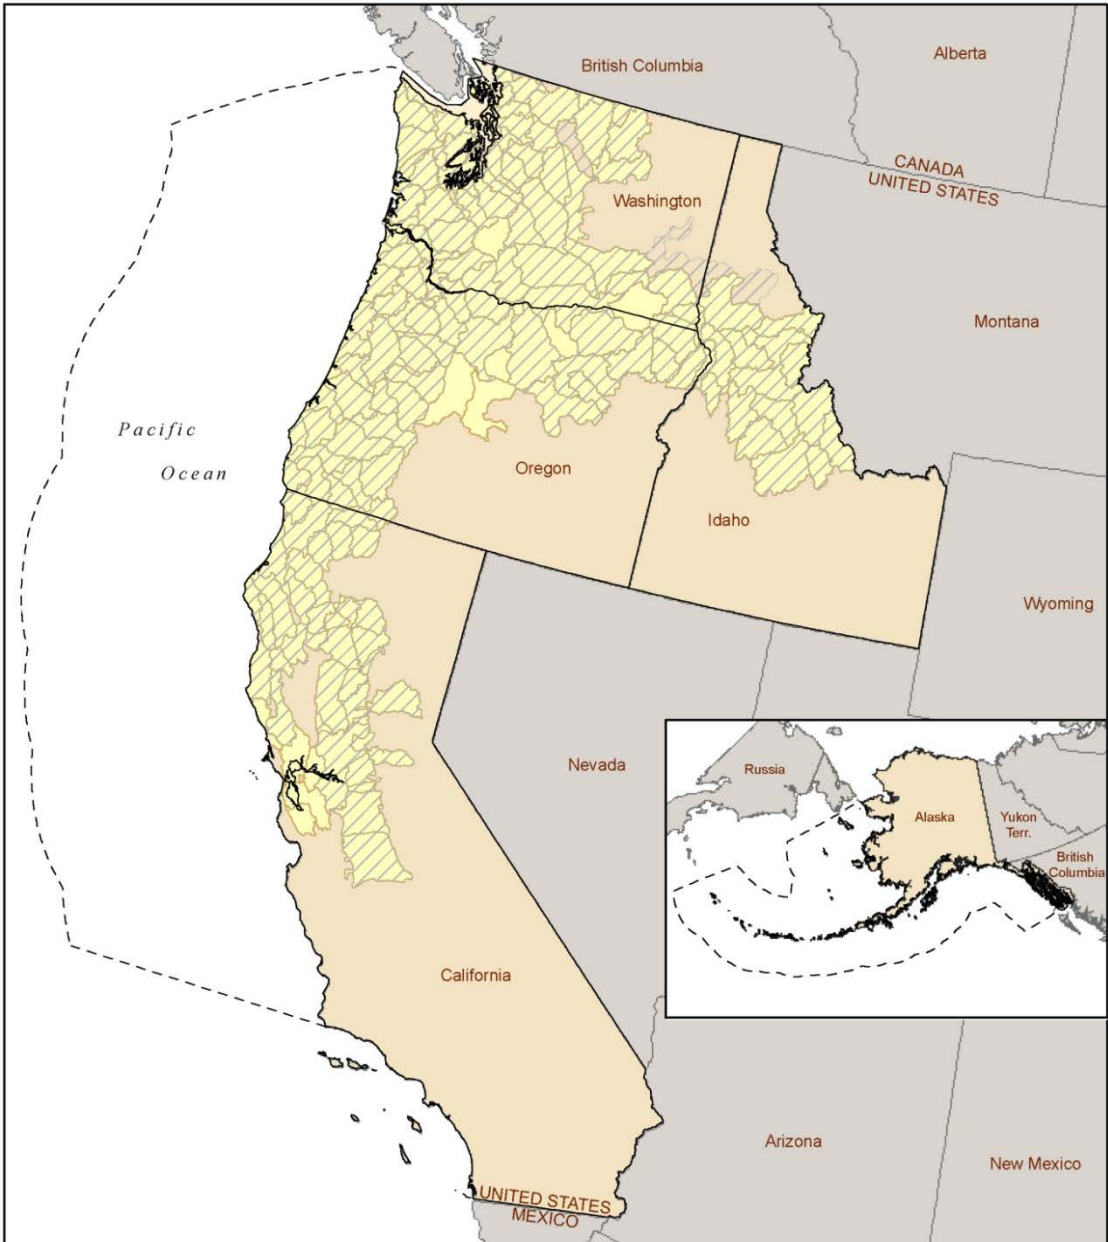 British Columbia
Alberta
CANADA
UNITED STATES
Washington
Montana
Pacific
Ocean
Oregon
Idaho
Wyoming
Nevada
Russia
Alaska
Yukon
Terr.
British
Columbia
California
Arizona
New Mexico
UNITED STATES
MEXICO